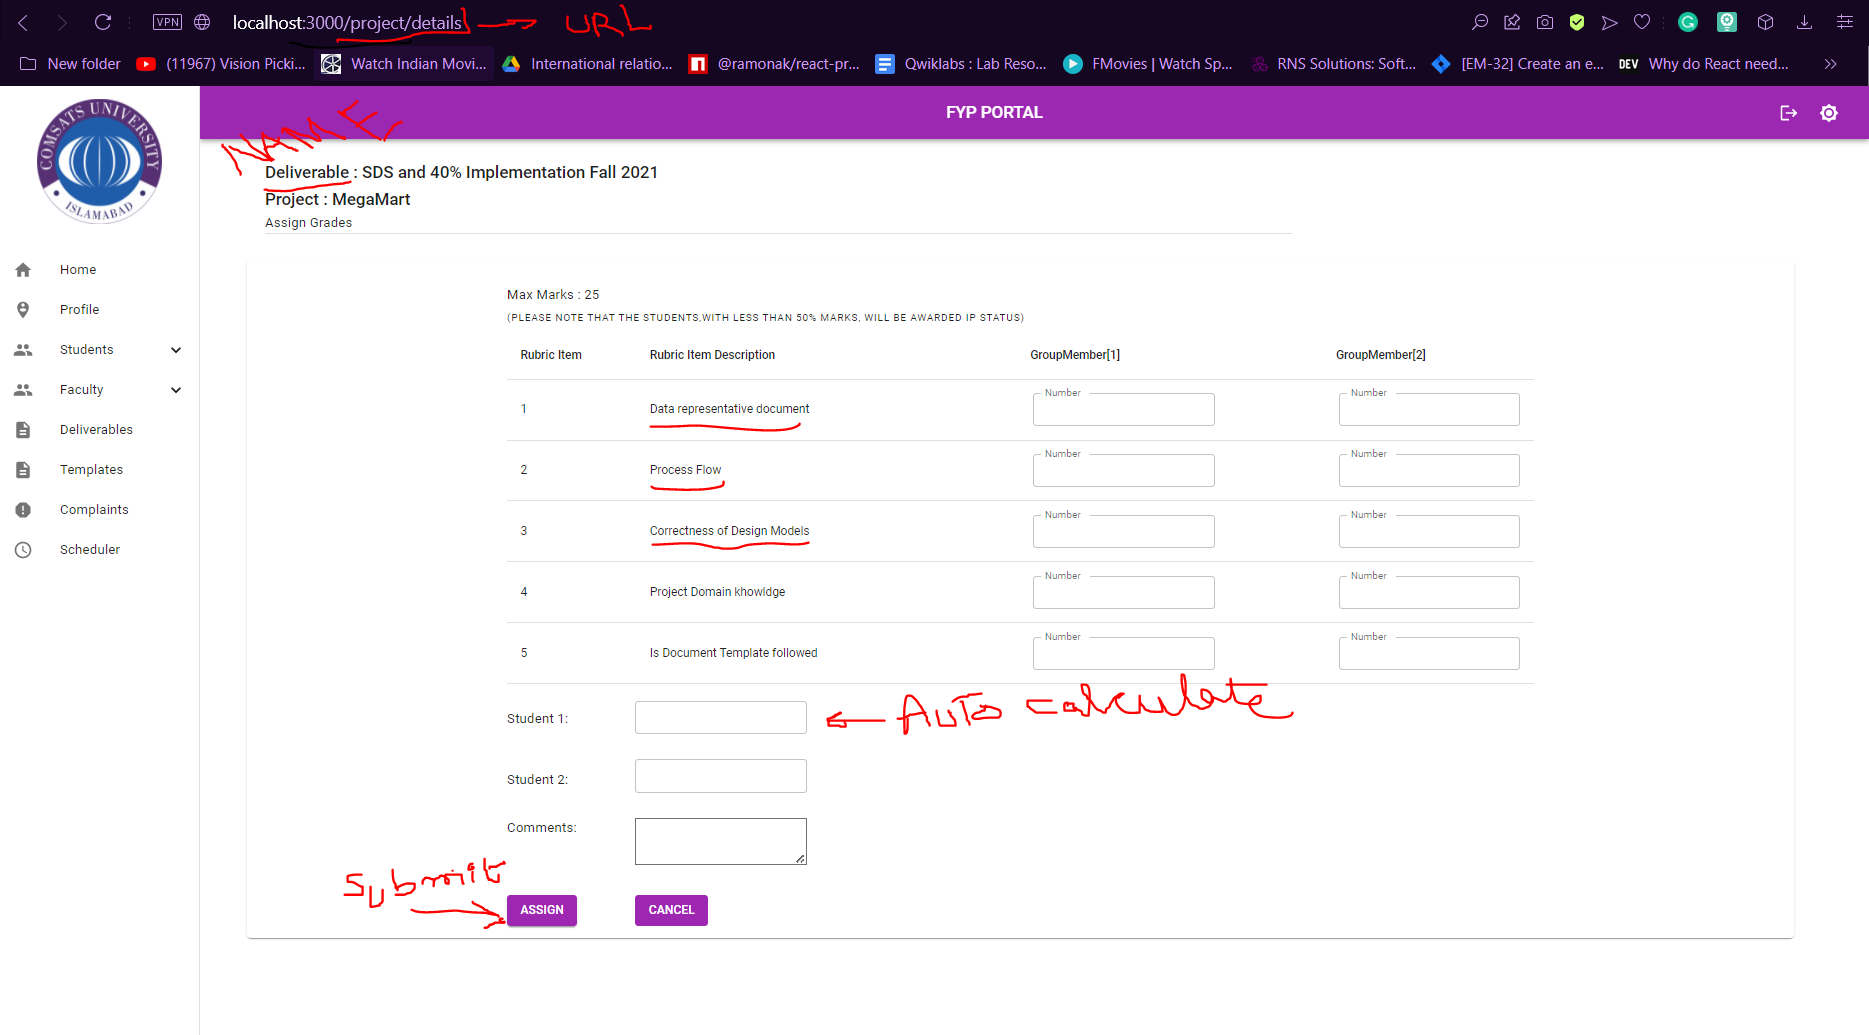 VPN localhost:3000/project/details → URL
New folder (11967) Vision Picki... Watch Indian Movi... International relatio... @ramonak/react-pr... Qwiklabs : Lab Reso... FMovies | Watch Sp... RNS Solutions: Soft... [EM-32] Create an e... DEV Why do React need... »
COMSATS UNIVERSITY
ISLAMABAD
FYP PORTAL
NAME
Deliverable : SDS and 40% Implementation Fall 2021
Project : MegaMart
Assign Grades
Home
Profile
Students
Faculty
Deliverables
Templates
Complaints
Scheduler
Max Marks : 25
(PLEASE NOTE THAT THE STUDENTS,WITH LESS THAN 50% MARKS, WILL BE AWARDED IP STATUS)
Rubric Item Rubric Item Description GroupMember[1] GroupMember[2]
1 Data representative document Number Number
2 Process Flow Number Number
3 Correctness of Design Models Number Number
4 Project Domain khowldge Number Number
5 Is Document Template followed Number Number
Student 1: ← Auto calculate
Student 2:
Comments:
Submit
ASSIGN CANCEL